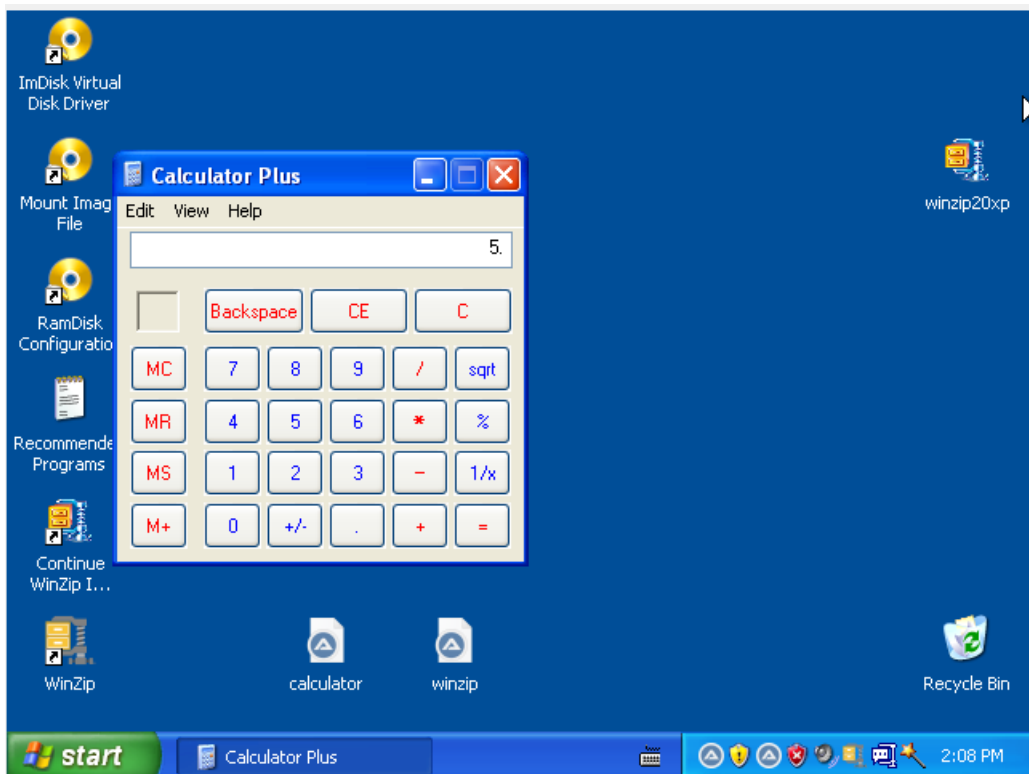 ImDisk Virtual
Disk Driver
Mount Imag
File
RamDisk
Configuratio
Recommende
Programs
Continue
WinZip I...
WinZip
Calculator Plus
Edit View Help
5.
Backspace CE C
MC 7 8 9 / sqrt
MR 4 5 6 * %
MS 1 2 3 - 1/x
M+ 0 +/- . + =
calculator
winzip
winzip20xp
Recycle Bin
start
Calculator Plus
2:08 PM